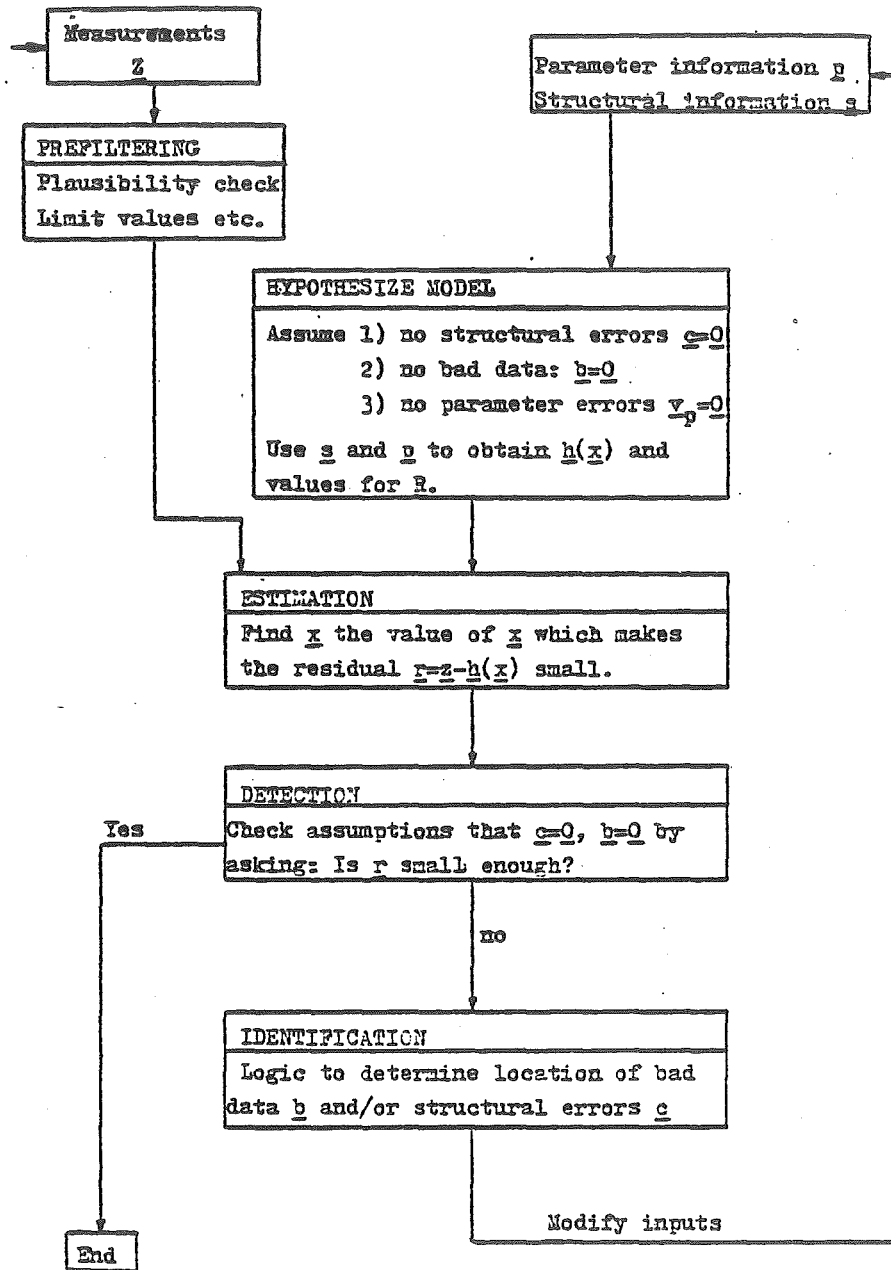 Measurements
Z
Parameter information p
Structural information s
PREFILTERING
Plausibility check
Limit values etc.
HYPOTHESIZE MODEL
Assume 1) no structural errors c=0
2) no bad data: b=0
3) no parameter errors v_p=0
Use s and p to obtain h(x) and
values for R.
ESTIMATION
Find x the value of x which makes
the residual r=z-h(x) small.
DETECTION
Yes
Check assumptions that c=0, b=0 by
asking: Is r small enough?
no
IDENTIFICATION
Logic to determine location of bad
data b and/or structural errors c
Modify inputs
End